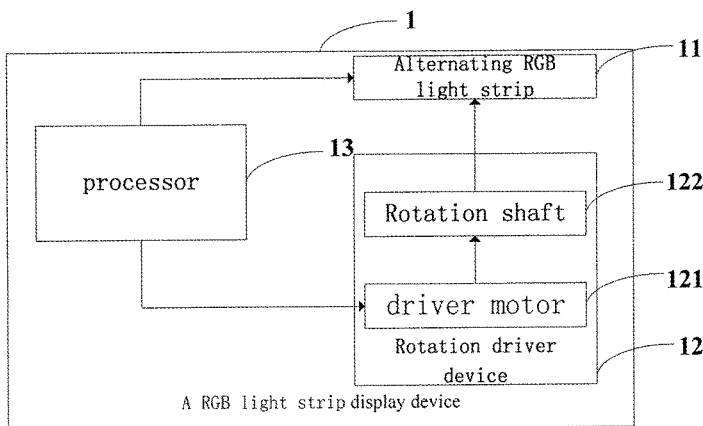 1
Alternating RGB
light strip
11
processor
13
Rotation shaft
122
driver motor
121
Rotation driver
device
12
A RGB light strip display device